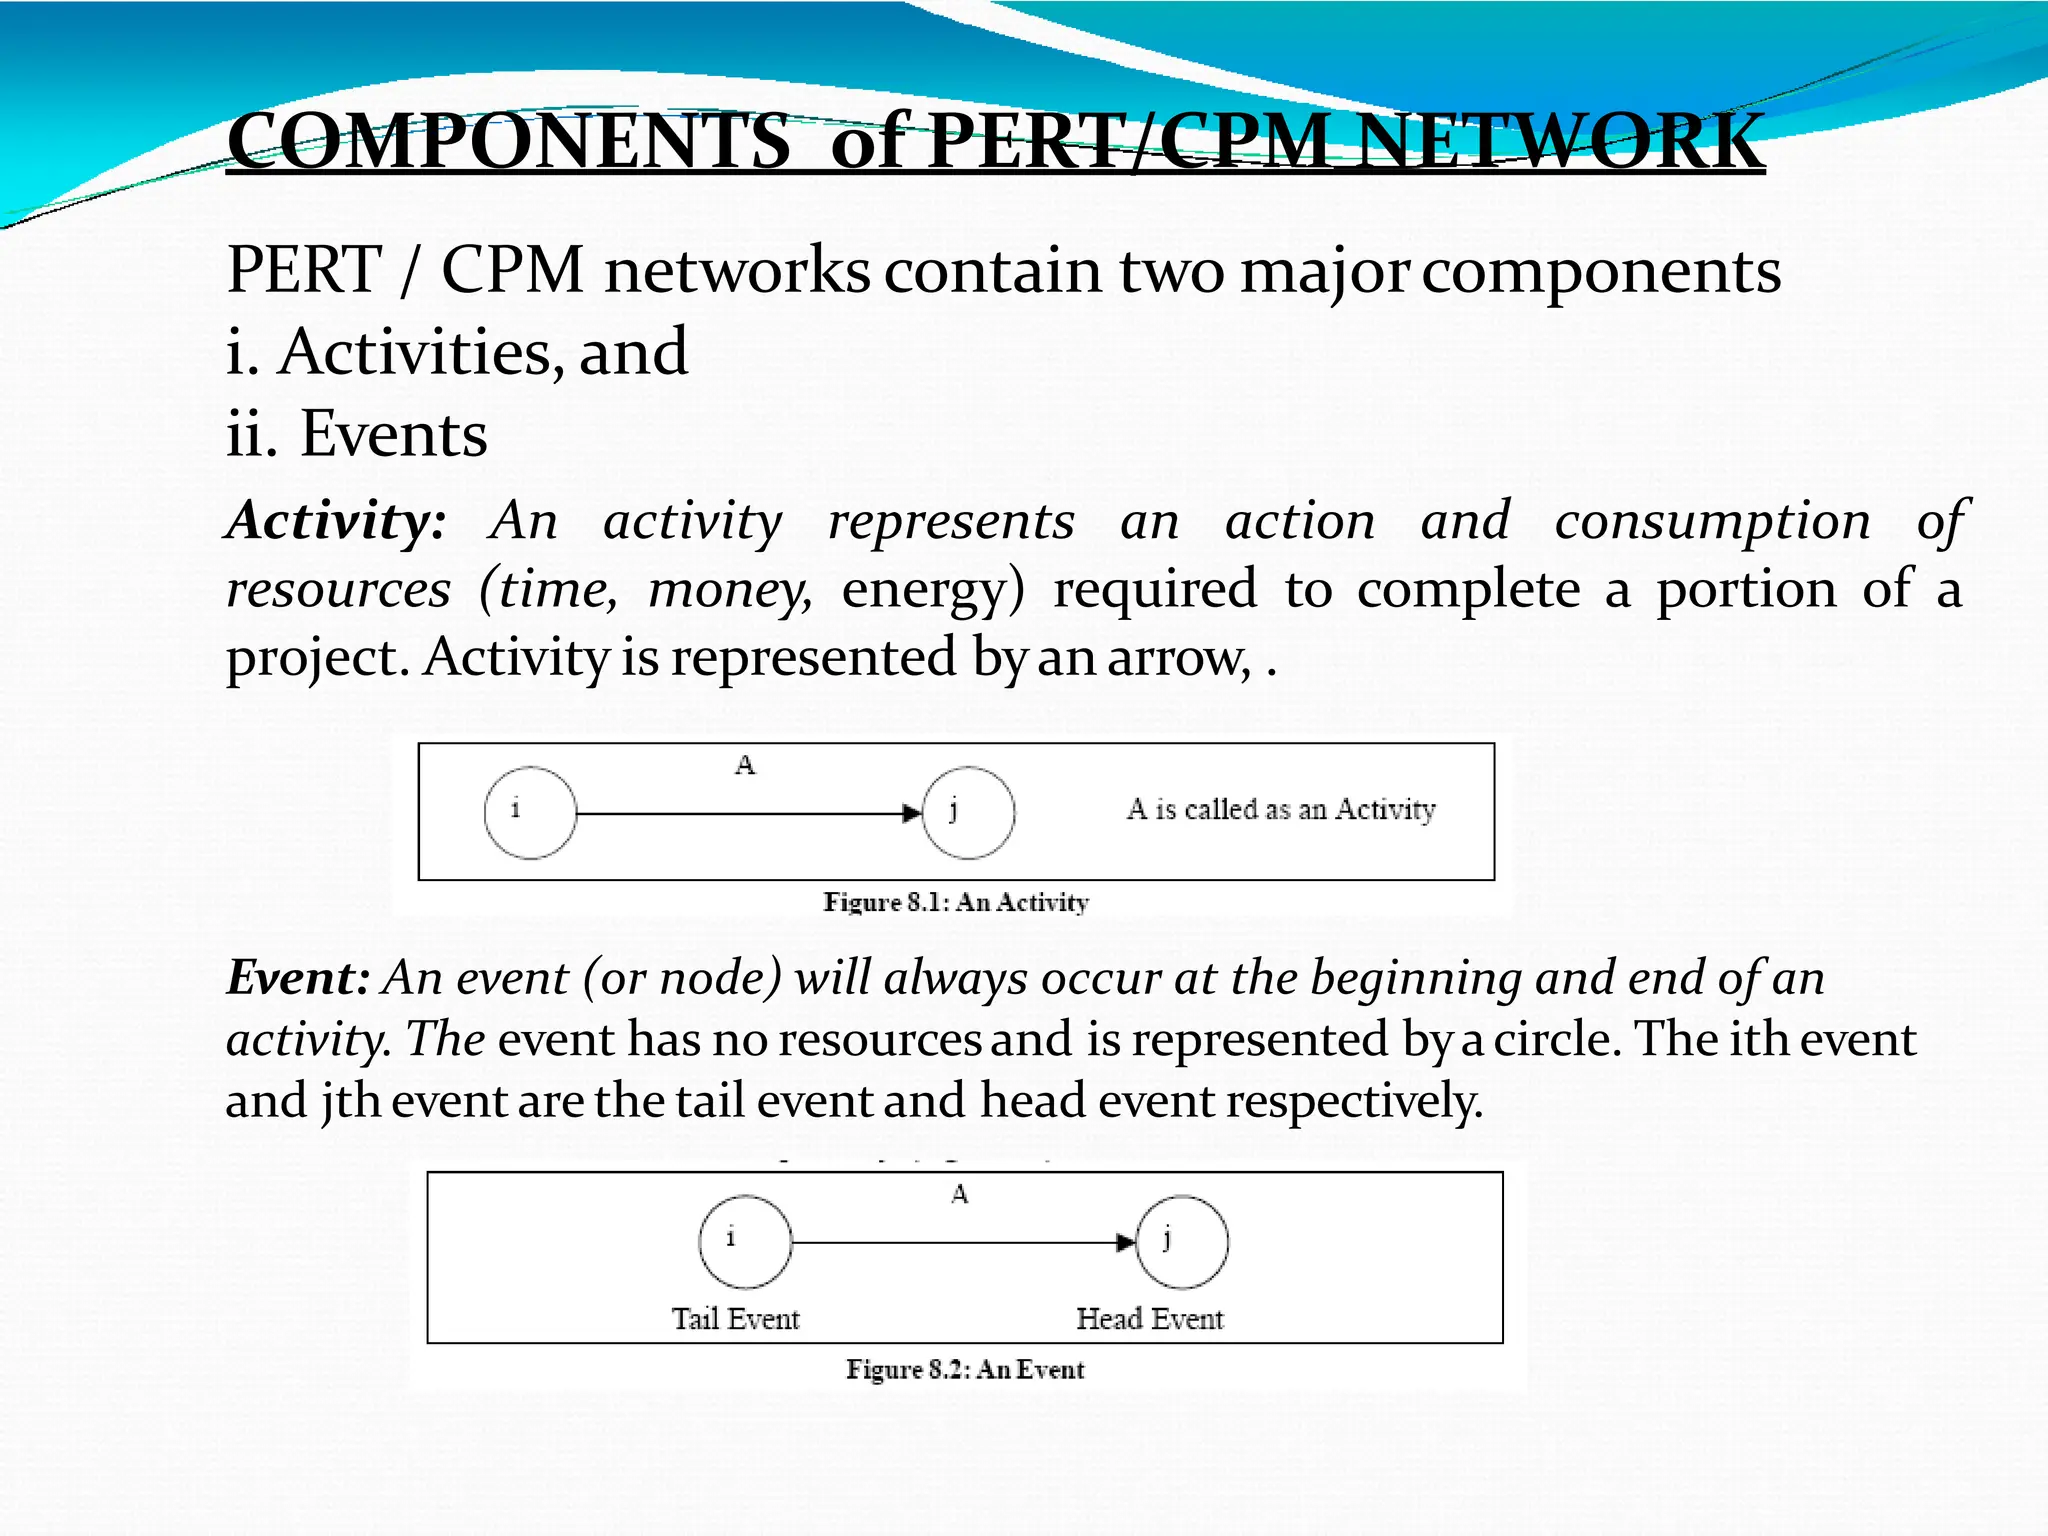 COMPONENTS of PERT/CPM NETWORK
PERT / CPM networks contain two major components
i. Activities, and
ii. Events
Activity: An activity represents an action and consumption of
resources (time, money, energy) required to complete a portion of a
project. Activity is represented by an arrow, .
A
i
j
A is called as an Activity
Figure 8.1: An Activity
Event: An event (or node) will always occur at the beginning and end of an
activity. The event has no resources and is represented by a circle. The ith event
and jth event are the tail event and head event respectively.
A
i
j
Tail Event
Head Event
Figure 8.2: An Event